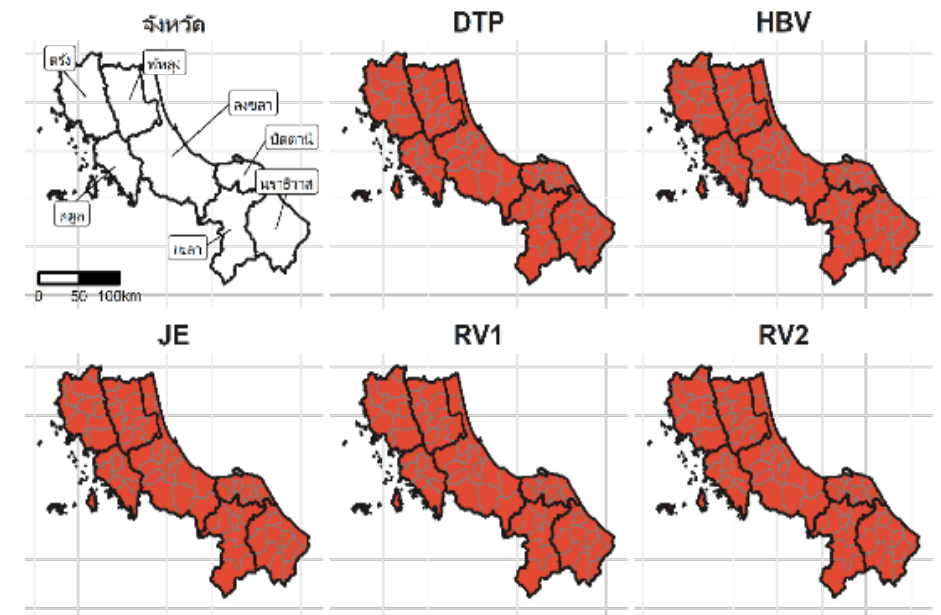 จังหวัด
DTP
HBV
ตรัง
พัทลุง
สงขลา
ปัตตานี
นราธิวาส
สตูล
ยะลา
0 50 100km
JE
RV1
RV2